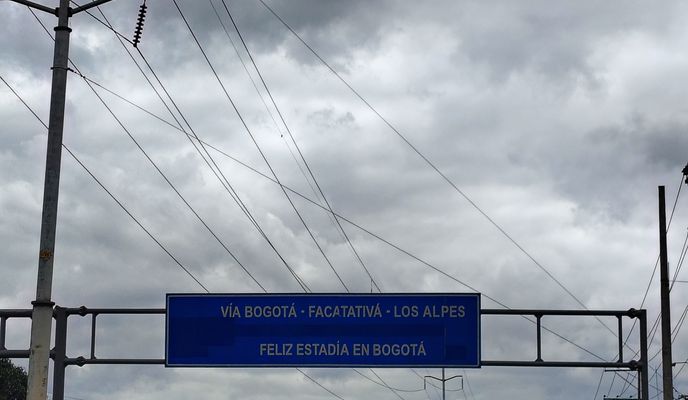 VÍA BOGOTÁ - FACATATIVÁ - LOS ALPES
FELIZ ESTADÍA EN BOGOTÁ